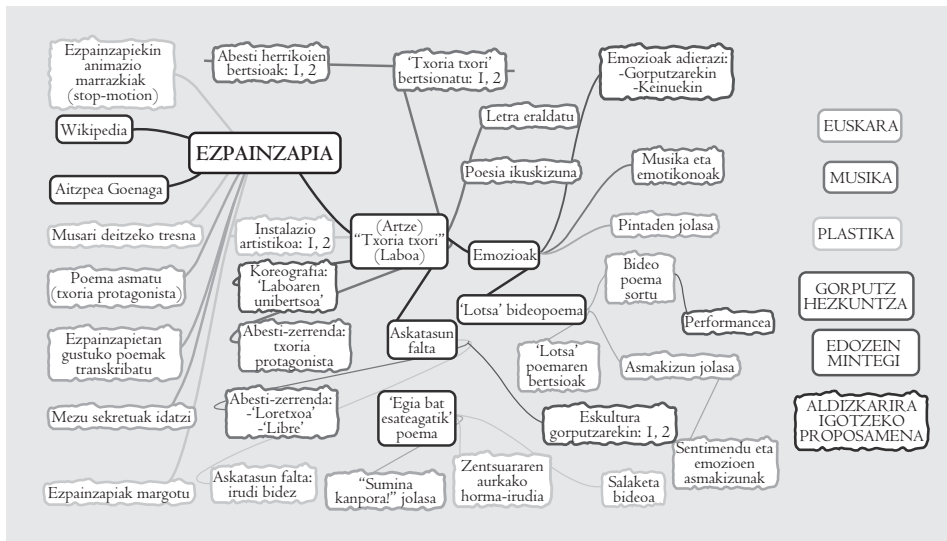 Ezpainzapiekin
animazio
marrazkiak
(stop-motion)
Abesti herrikoien
bertsioak: 1, 2
'Txoria txori'
bertsionatu: 1, 2
Emozioak adierazi:
-Gorputzarekin
-Keinuekin
Wikipedia
EZPAINZAPIA
Letra eraldatu
EUSKARA
Aitzpea Goenaga
Poesia ikuskizuna
Musika eta
emotikonoak
MUSIKA
Musari deitzeko tresna
Instalazio
artistikoa: 1, 2
(Artze)
"Txoria txori"
(Laboa)
Emozioak
Pintaden jolasa
PLASTIKA
Poema asmatu
(txoria protagonista)
Koreografia:
'Laboaren
unibertsoa'
'Lotsa' bideopoema
Bideo
poema
sortu
Performancea
GORPUTZ
HEZKUNTZA
Ezpainzapietan
gustuko poemak
transkribatu
Abesti-zerrenda:
txoria
protagonista
Askatasun
falta
'Lotsa'
poemaren
bertsioak
Asmakizun jolasa
EDOZEIN
MINTEGI
Mezu sekretuak idatzi
Abesti-zerrenda:
-'Loretxoa'
-'Libre'
'Egia bat
esateagatik'
poema
Eskultura
gorputzarekin: 1, 2
ALDIZKARIRA
IGOTZEKO
PROPOSAMENA
Ezpainzapiak margotu
Askatasun falta:
irudi bidez
"Sumina
kanpora!" jolasa
Zentsuararen
aurkako
horma-irudia
Salaketa
bideoa
Sentimendu eta
emozioen
asmakizunak